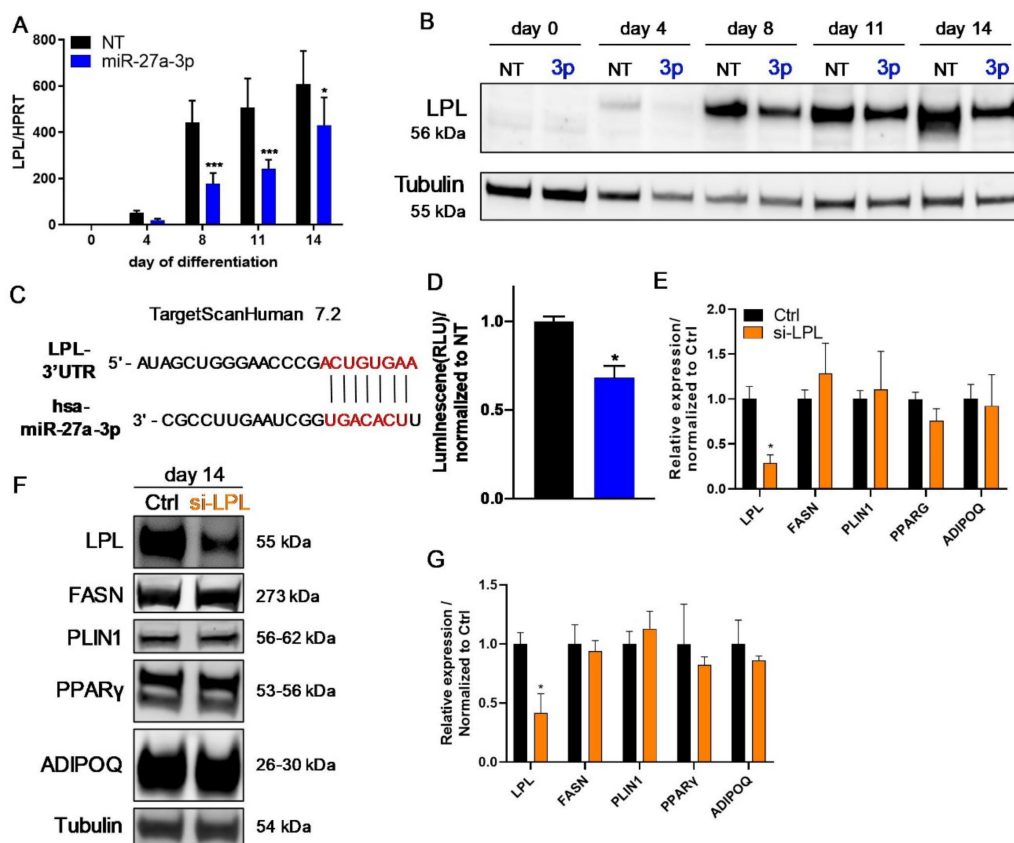 A
NT
miR-27a-3p
LPL/HPRT
800
600
400
200
0
***
***
*
0 4 8 11 14
day of differentiation
B
day 0 day 4 day 8 day 11 day 14
NT 3p NT 3p NT 3p NT 3p NT 3p
LPL
56 kDa
Tubulin
55 kDa
C
TargetScanHuman 7.2
LPL-
3'UTR
5' - AUAGCUGGGAACCCGACUGUGAA
hsa-
miR-27a-3p
3' - CGCCUUGAAUCGGUGACACUU
D
Luminescene(RLU)/
normalized to NT
1.0
0.5
0.0
*
E
Ctrl
si-LPL
Relative expression/
normalized to Ctrl
2.0
1.5
1.0
0.5
0.0
*
LPL FASN PLIN1 PPARG ADIPOQ
F
day 14
Ctrl si-LPL
LPL 55 kDa
FASN 273 kDa
PLIN1 56-62 kDa
PPARγ 53-56 kDa
ADIPOQ 26-30 kDa
Tubulin 54 kDa
G
Relative expression /
Normalized to Ctrl
1.5
1.0
0.5
0.0
*
LPL FASN PLIN1 PPARγ ADIPOQ